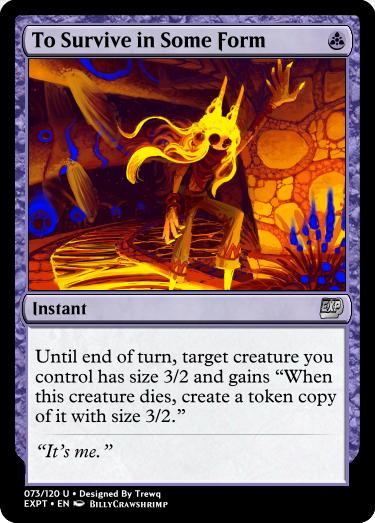 To Survive in Some Form
Instant
EXP
Until end of turn, target creature you
control has size 3/2 and gains “When
this creature dies, create a token copy
of it with size 3/2.”
“It’s me.”
073/120 U • Designed By Trewq
EXPT • EN BillyCrawshrimp